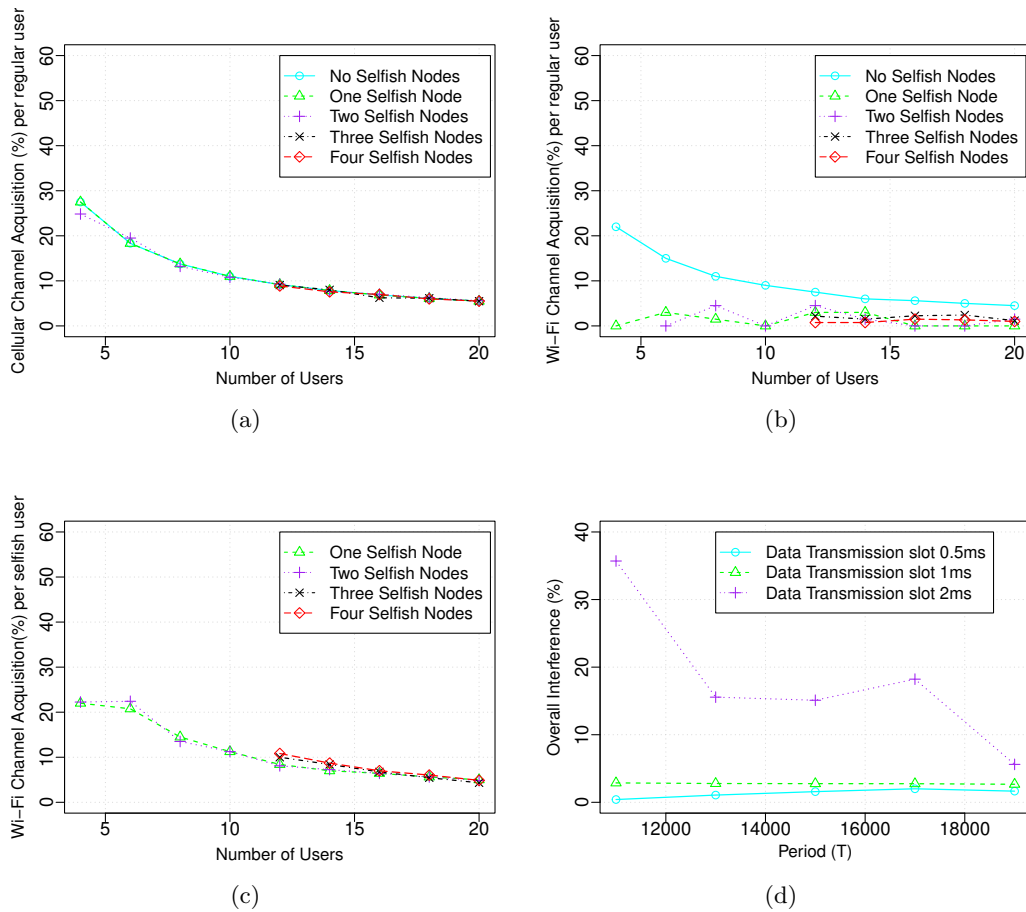 Cellular Channel Acquisition (%) per regular user
60
50
40
30
20
10
0
No Selfish Nodes
One Selfish Node
Two Selfish Nodes
Three Selfish Nodes
Four Selfish Nodes
5
10
15
20
Number of Users
(a)
Wi-Fi Channel Acquisition(%) per regular user
60
50
40
30
20
10
0
No Selfish Nodes
One Selfish Node
Two Selfish Nodes
Three Selfish Nodes
Four Selfish Nodes
5
10
15
20
Number of Users
(b)
Wi-Fi Channel Acquisition(%) per selfish user
60
50
40
30
20
10
0
One Selfish Node
Two Selfish Nodes
Three Selfish Nodes
Four Selfish Nodes
5
10
15
20
Number of Users
(c)
Overall Interference (%)
40
30
20
10
0
Data Transmission slot 0.5ms
Data Transmission slot 1ms
Data Transmission slot 2ms
12000
14000
16000
18000
Period (T)
(d)